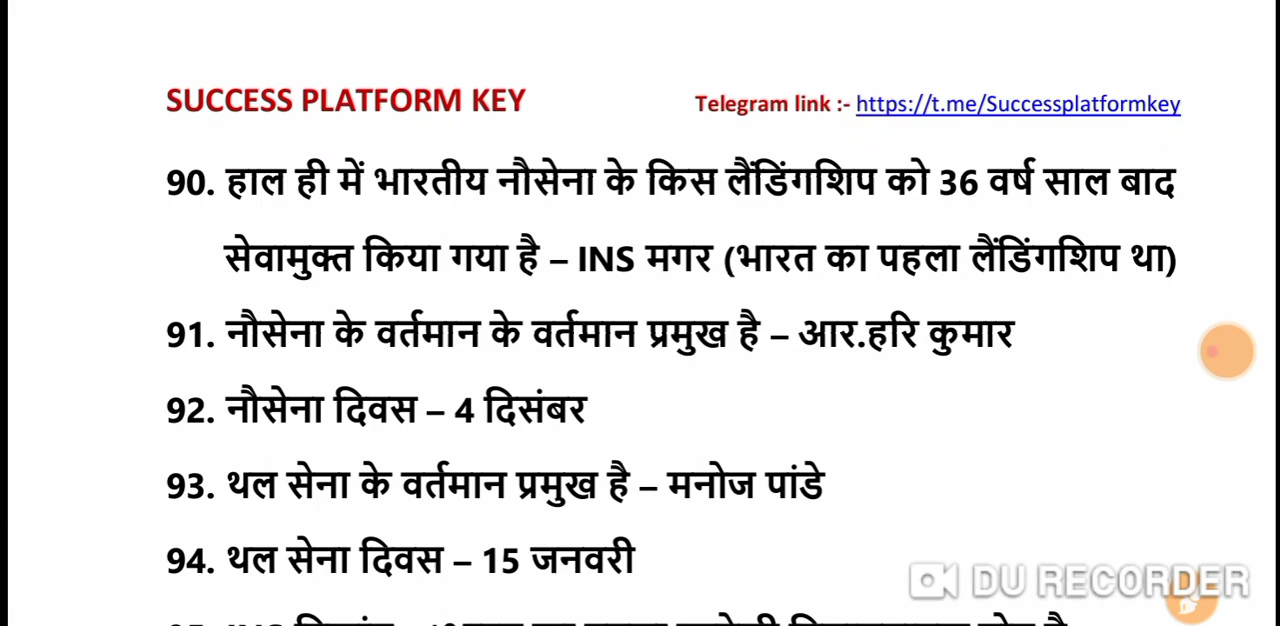 SUCCESS PLATFORM KEY Telegram link :- https://t.me/Successplatformkey
90. हाल ही में भारतीय नौसेना के किस लैंडिंगशिप को 36 वर्ष साल बाद
सेवामुक्त किया गया है – INS मगर (भारत का पहला लैंडिंगशिप था)
91. नौसेना के वर्तमान के वर्तमान प्रमुख है – आर.हरि कुमार
92. नौसेना दिवस – 4 दिसंबर
93. थल सेना के वर्तमान प्रमुख है – मनोज पांडे
94. थल सेना दिवस – 15 जनवरी
DU RECORDER